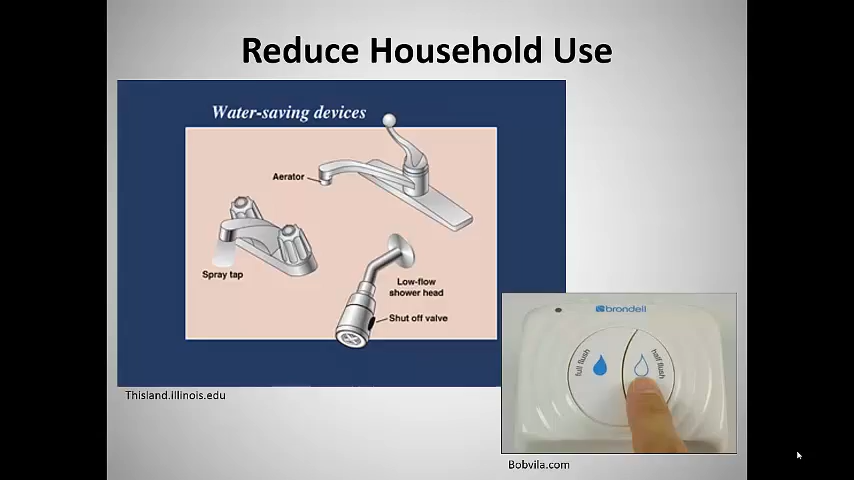 Reduce Household Use
Water-saving devices
Aerator
Spray tap
Low-flow
shower head
Shut off valve
Thisland.illinois.edu
brondell
full flush
half flush
Bobvila.com